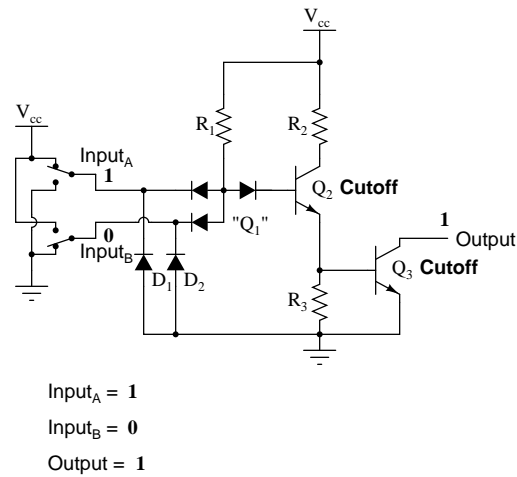 Vcc
R1
R2
Vcc
InputA
1
Q2 Cutoff
0
"Q1"
1
InputB
Output
D1
D2
Q3 Cutoff
R3
InputA = 1
InputB = 0
Output = 1